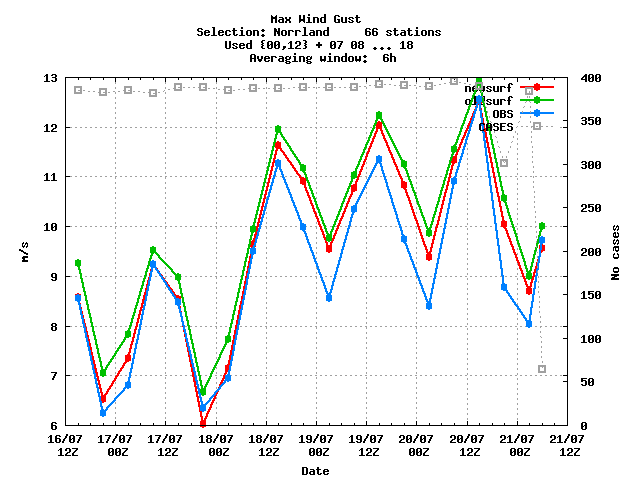 Max Wind Gust
Selection: Norrland 66 stations
Used {00,12} + 07 08 ... 18
Averaging window: 6h
13
12
11
10
9
8
7
6
m/s
400
350
300
250
200
150
100
50
0
No cases
newsurf
oldsurf
OBS
CASES
16/07 17/07 17/07 18/07 18/07 19/07 19/07 20/07 20/07 21/07 21/07
12Z 00Z 12Z 00Z 12Z 00Z 12Z 00Z 12Z 00Z 12Z
Date